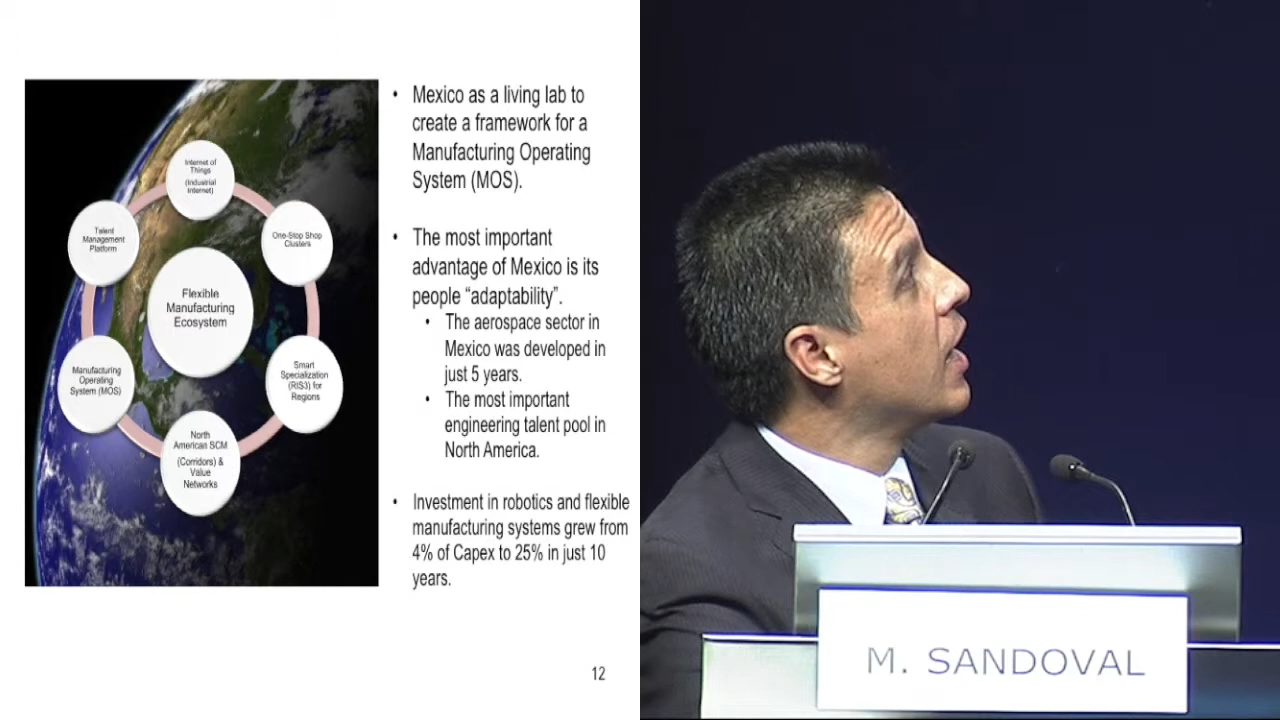 Internet of
Things
(Industrial
Internet)
Talent
Management
Platform
One-Stop Shop
Clusters
Flexible
Manufacturing
Ecosystem
Manufacturing
Operating
System (MOS)
Smart
Specialization
(RIS3) for
Regions
North
American SCM
(Corridors) &
Value
Networks
• Mexico as a living lab to
create a framework for a
Manufacturing Operating
System (MOS).
• The most important
advantage of Mexico is its
people “adaptability”.
• The aerospace sector in
Mexico was developed in
just 5 years.
• The most important
engineering talent pool in
North America.
• Investment in robotics and flexible
manufacturing systems grew from
4% of Capex to 25% in just 10
years.
12
M. SANDOVAL